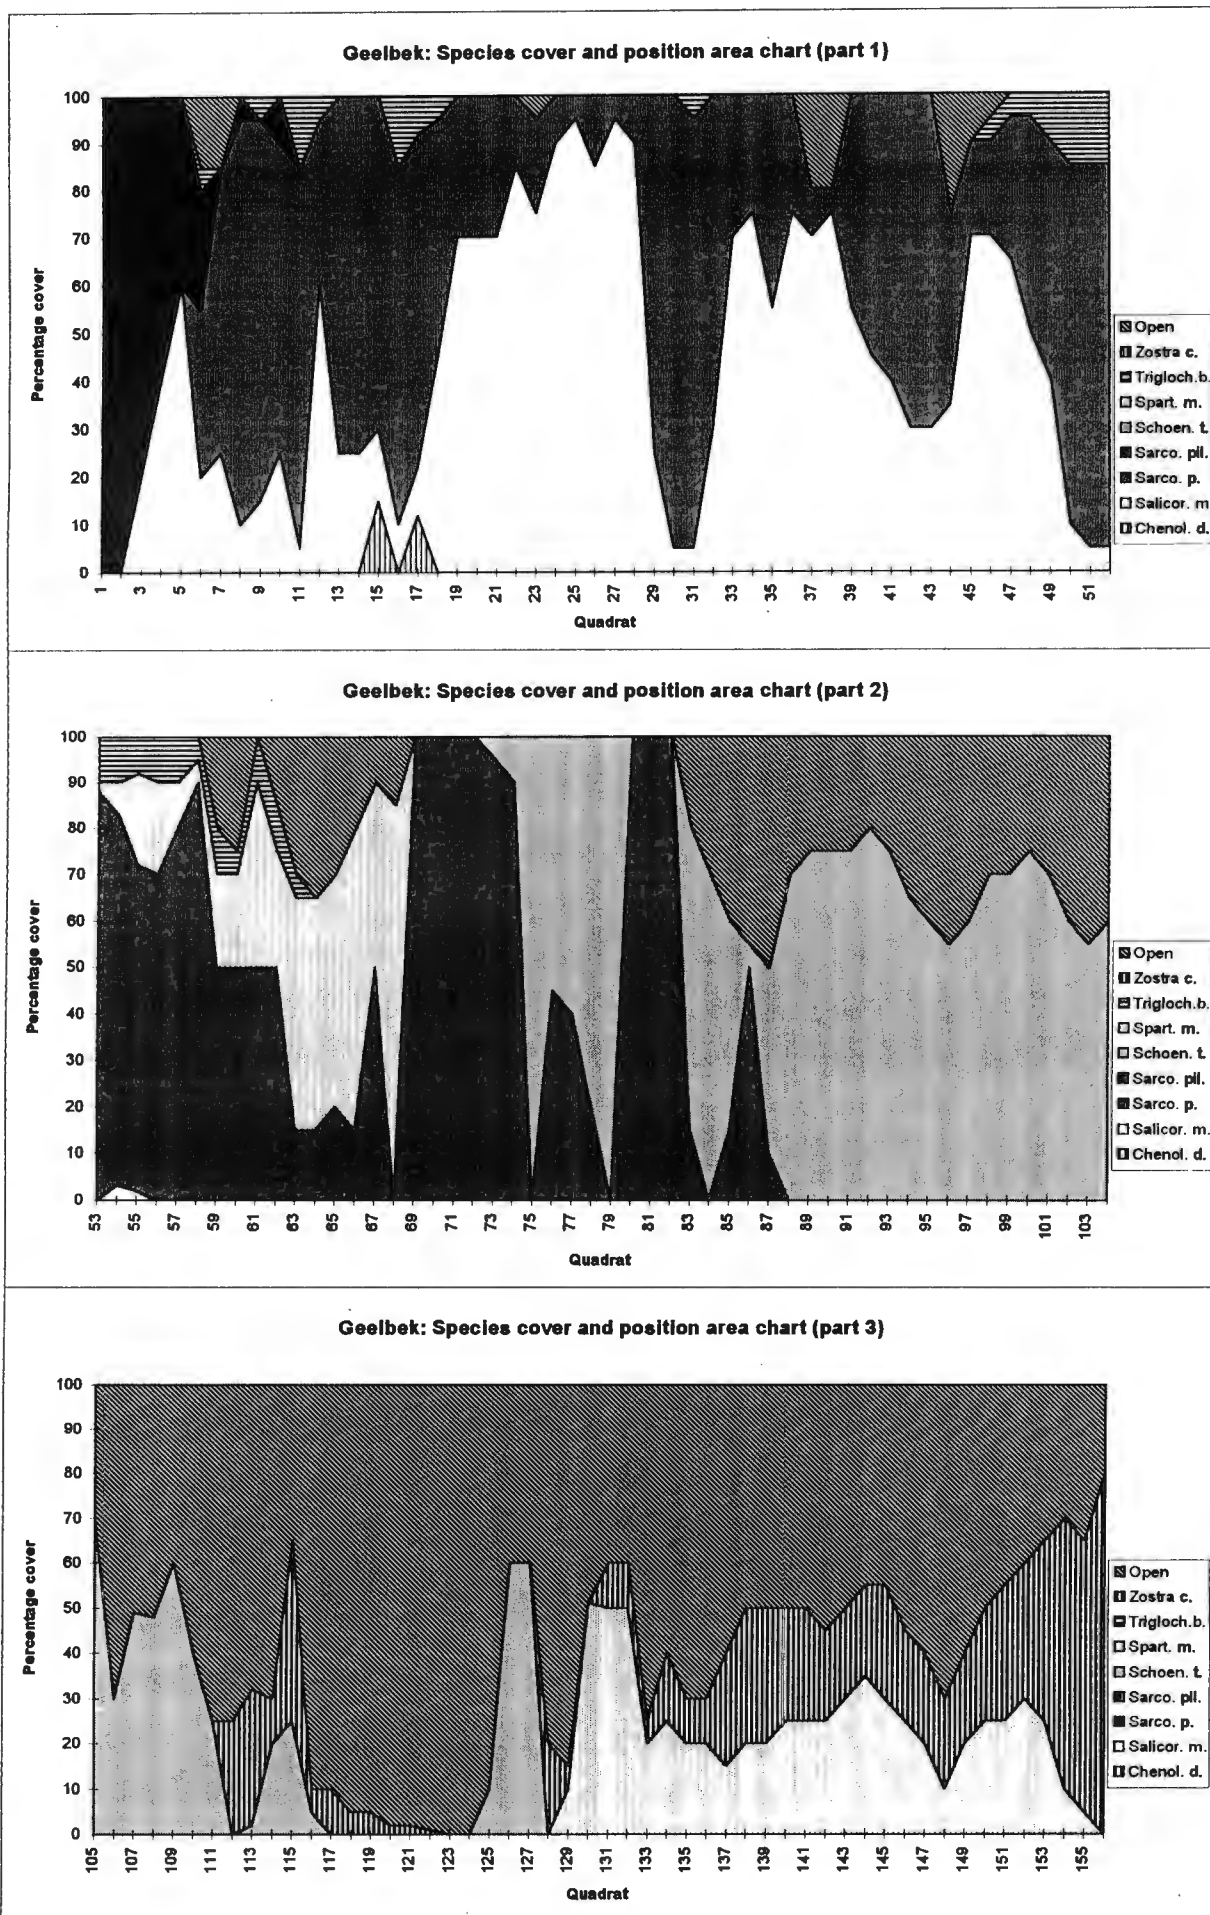 Geelbek: Species cover and position area chart (part 1)
100
90
80
70
60
50
40
30
20
10
0
Percentage cover
1 3 5 7 9 11 13 15 17 19 21 23 25 27 29 31 33 35 37 39 41 43 45 47 49 51
Quadrat
Open
Zostra c.
Trigloch.b.
Spart. m.
Schoen. t.
Sarco. pil.
Sarco. p.
Salicor. m.
Chenol. d.
Geelbek: Species cover and position area chart (part 2)
100
90
80
70
60
50
40
30
20
10
0
Percentage cover
53 55 57 59 61 63 65 67 69 71 73 75 77 79 81 83 85 87 89 91 93 95 97 99 101 103
Quadrat
Open
Zostra c.
Trigloch.b.
Spart. m.
Schoen. t.
Sarco. pil.
Sarco. p.
Salicor. m.
Chenol. d.
Geelbek: Species cover and position area chart (part 3)
100
90
80
70
60
50
40
30
20
10
0
Percentage cover
105 107 109 111 113 115 117 119 121 123 125 127 129 131 133 135 137 139 141 143 145 147 149 151 153 155
Quadrat
Open
Zostra c.
Trigloch.b.
Spart. m.
Schoen. t.
Sarco. pil.
Sarco. p.
Salicor. m.
Chenol. d.